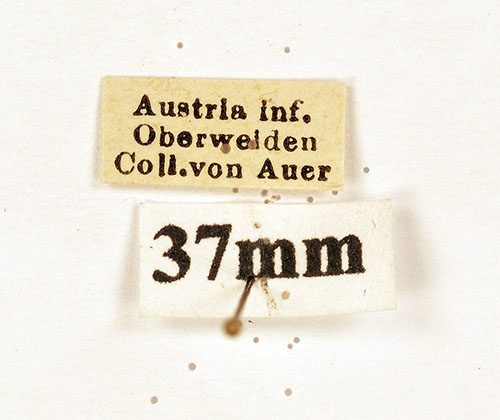 Austria inf.
Oberweiden
Coll.von Auer
37mm